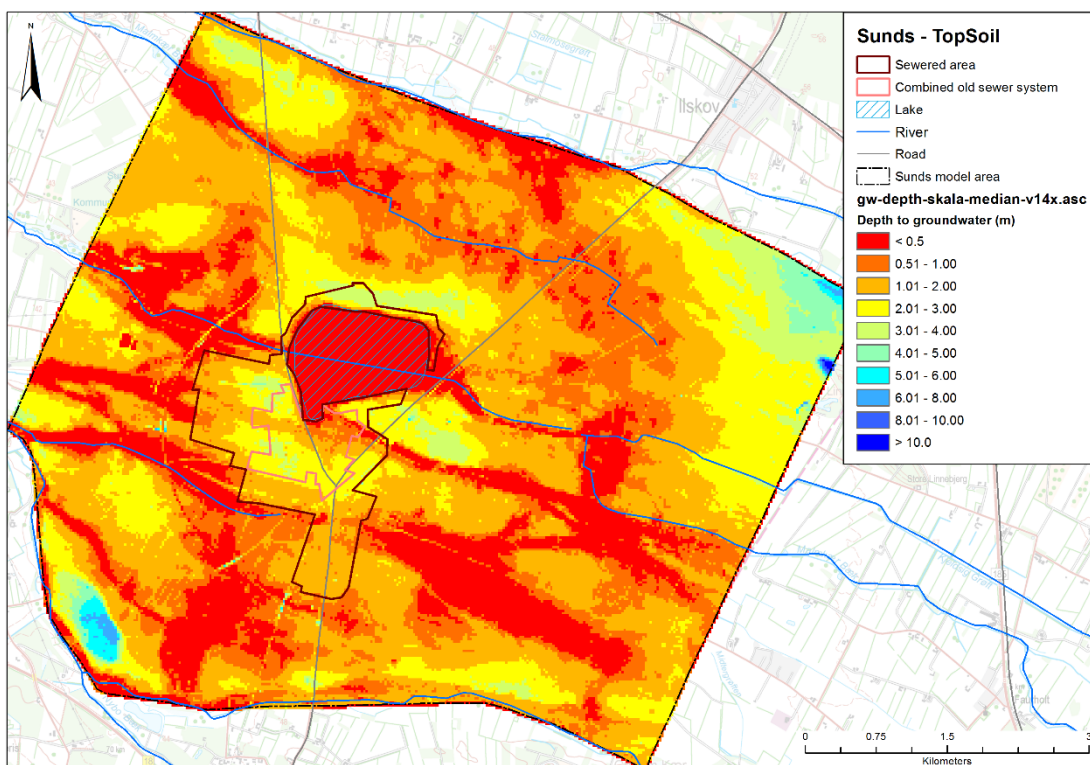 N
Ilskov
Sunds - TopSoil
Sewered area
Combined old sewer system
Lake
River
Road
Sunds model area
gw-depth-skala-median-v14x.asc
Depth to groundwater (m)
< 0.5
0.51 - 1.00
1.01 - 2.00
2.01 - 3.00
3.01 - 4.00
4.01 - 5.00
5.01 - 6.00
6.01 - 8.00
8.01 - 10.00
> 10.0
0 0.75 1.5 3
Kilometers